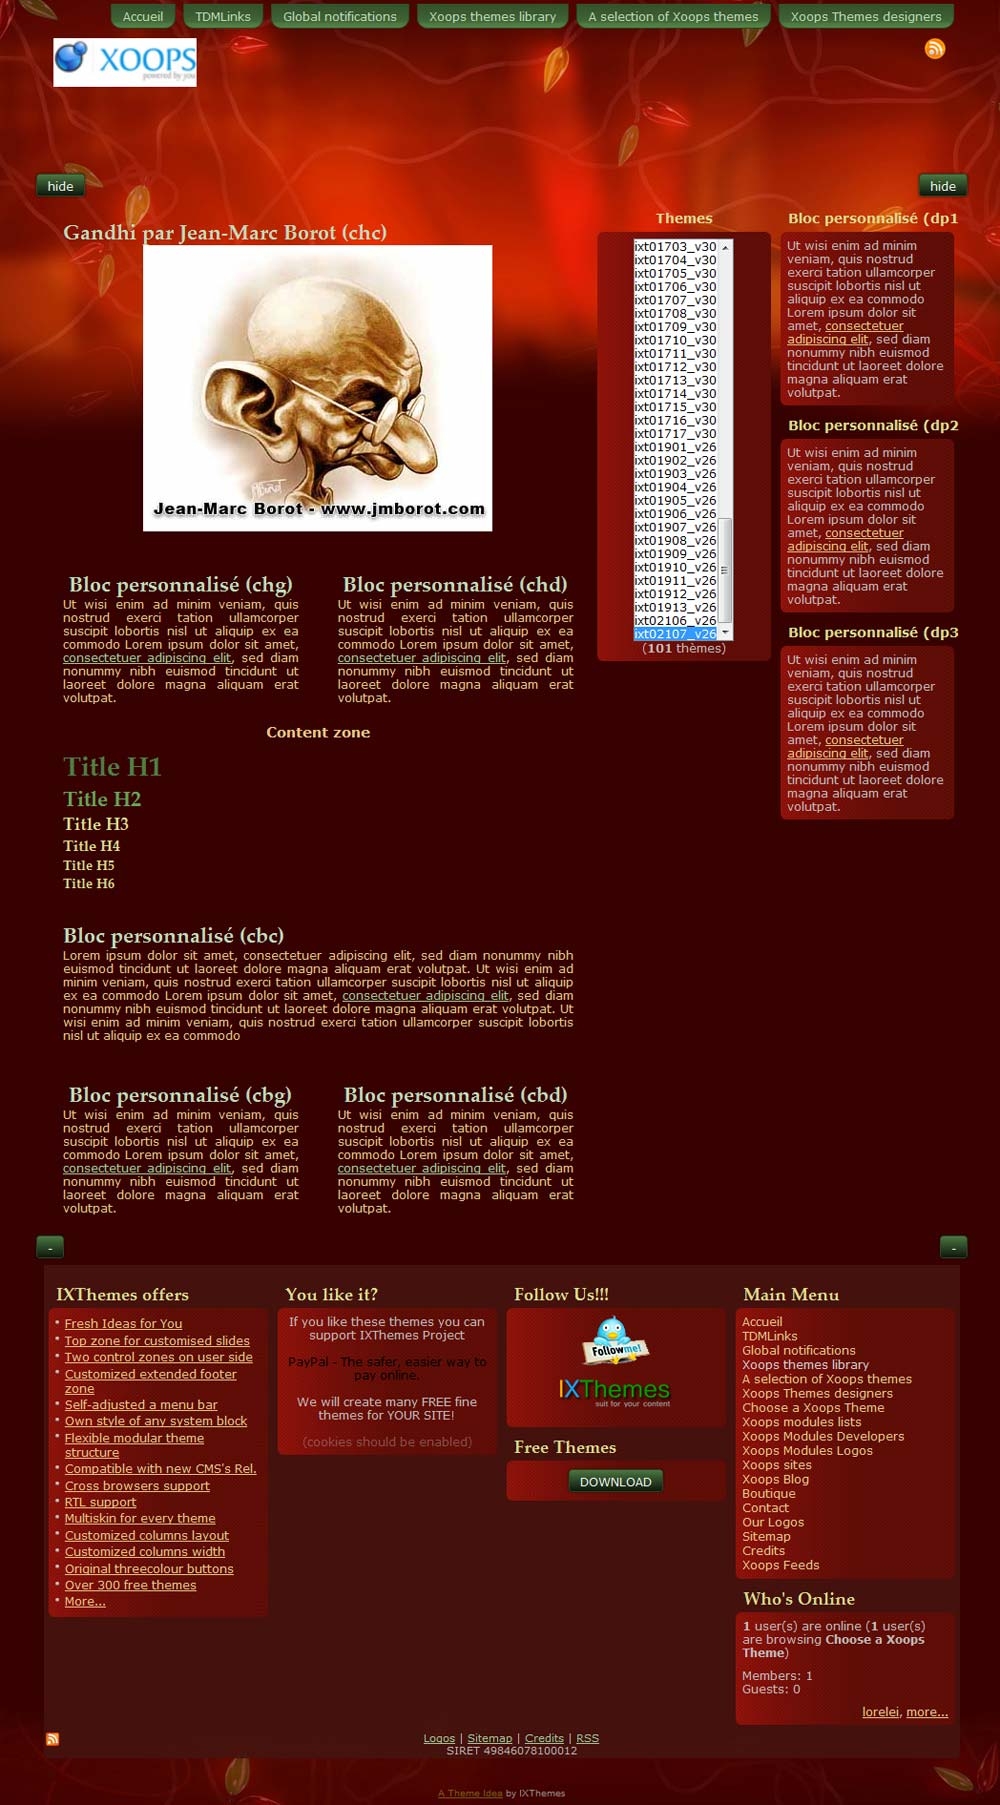 Accueil
TDMLinks
Global notifications
Xoops themes library
A selection of Xoops themes
Xoops Themes designers
XOOPS
powered by you
hide
hide
Gandhi par Jean-Marc Borot (chc)
Jean-Marc Borot - www.jmborot.com
Bloc personnalisé (chg)
Ut wisi enim ad minim veniam, quis
nostrud exerci tation ullamcorper
suscipit lobortis nisl ut aliquip ex ea
commodo Lorem ipsum dolor sit amet,
consectetuer adipiscing elit, sed diam
nonummy nibh euismod tincidunt ut
laoreet dolore magna aliquam erat
volutpat.
Bloc personnalisé (chd)
Ut wisi enim ad minim veniam, quis
nostrud exerci tation ullamcorper
suscipit lobortis nisl ut aliquip ex ea
commodo Lorem ipsum dolor sit amet,
consectetuer adipiscing elit, sed diam
nonummy nibh euismod tincidunt ut
laoreet dolore magna aliquam erat
volutpat.
Content zone
Title H1
Title H2
Title H3
Title H4
Title H5
Title H6
Bloc personnalisé (cbc)
Lorem ipsum dolor sit amet, consectetuer adipiscing elit, sed diam nonummy nibh
euismod tincidunt ut laoreet dolore magna aliquam erat volutpat. Ut wisi enim ad
minim veniam, quis nostrud exerci tation ullamcorper suscipit lobortis nisl ut aliquip
ex ea commodo Lorem ipsum dolor sit amet, consectetuer adipiscing elit, sed diam
nonummy nibh euismod tincidunt ut laoreet dolore magna aliquam erat volutpat. Ut
wisi enim ad minim veniam, quis nostrud exerci tation ullamcorper suscipit lobortis
nisl ut aliquip ex ea commodo
Bloc personnalisé (cbg)
Ut wisi enim ad minim veniam, quis
nostrud exerci tation ullamcorper
suscipit lobortis nisl ut aliquip ex ea
commodo Lorem ipsum dolor sit amet,
consectetuer adipiscing elit, sed diam
nonummy nibh euismod tincidunt ut
laoreet dolore magna aliquam erat
volutpat.
Bloc personnalisé (cbd)
Ut wisi enim ad minim veniam, quis
nostrud exerci tation ullamcorper
suscipit lobortis nisl ut aliquip ex ea
commodo Lorem ipsum dolor sit amet,
consectetuer adipiscing elit, sed diam
nonummy nibh euismod tincidunt ut
laoreet dolore magna aliquam erat
volutpat.
Themes
ixt01703_v30
ixt01704_v30
ixt01705_v30
ixt01706_v30
ixt01707_v30
ixt01708_v30
ixt01709_v30
ixt01710_v30
ixt01711_v30
ixt01712_v30
ixt01713_v30
ixt01714_v30
ixt01715_v30
ixt01716_v30
ixt01717_v30
ixt01901_v26
ixt01902_v26
ixt01903_v26
ixt01904_v26
ixt01905_v26
ixt01906_v26
ixt01907_v26
ixt01908_v26
ixt01909_v26
ixt01910_v26
ixt01911_v26
ixt01912_v26
ixt01913_v26
ixt02106_v26
ixt02107_v26
(101 thèmes)
Bloc personnalisé (dp1
Ut wisi enim ad minim
veniam, quis nostrud
exerci tation ullamcorper
suscipit lobortis nisl ut
aliquip ex ea commodo
Lorem ipsum dolor sit
amet, consectetuer
adipiscing elit, sed diam
nonummy nibh euismod
tincidunt ut laoreet dolore
magna aliquam erat
volutpat.
Bloc personnalisé (dp2
Ut wisi enim ad minim
veniam, quis nostrud
exerci tation ullamcorper
suscipit lobortis nisl ut
aliquip ex ea commodo
Lorem ipsum dolor sit
amet, consectetuer
adipiscing elit, sed diam
nonummy nibh euismod
tincidunt ut laoreet dolore
magna aliquam erat
volutpat.
Bloc personnalisé (dp3
Ut wisi enim ad minim
veniam, quis nostrud
exerci tation ullamcorper
suscipit lobortis nisl ut
aliquip ex ea commodo
Lorem ipsum dolor sit
amet, consectetuer
adipiscing elit, sed diam
nonummy nibh euismod
tincidunt ut laoreet dolore
magna aliquam erat
volutpat.
-
-
IXThemes offers
• Fresh Ideas for You
• Top zone for customised slides
• Two control zones on user side
• Customized extended footer
zone
• Self-adjusted a menu bar
• Own style of any system block
• Flexible modular theme
structure
• Compatible with new CMS's Rel.
• Cross browsers support
• RTL support
• Multiskin for every theme
• Customized columns layout
• Customized columns width
• Original threecolour buttons
• Over 300 free themes
• More...
You like it?
If you like these themes you can
support IXThemes Project
PayPal - The safer, easier way to
pay online.
We will create many FREE fine
themes for YOUR SITE!
(cookies should be enabled)
Follow Us!!!
Followme!
IXThemes
suit for your content
Free Themes
DOWNLOAD
Main Menu
Accueil
TDMLinks
Global notifications
Xoops themes library
A selection of Xoops themes
Xoops Themes designers
Choose a Xoops Theme
Xoops modules lists
Xoops Modules Developers
Xoops Modules Logos
Xoops sites
Xoops Blog
Boutique
Contact
Our Logos
Sitemap
Credits
Xoops Feeds
Who's Online
1 user(s) are online (1 user(s)
are browsing Choose a Xoops
Theme)
Members: 1
Guests: 0
lorelei, more...
Logos | Sitemap | Credits | RSS
SIRET 49846078100012
A Theme Idea by IXThemes